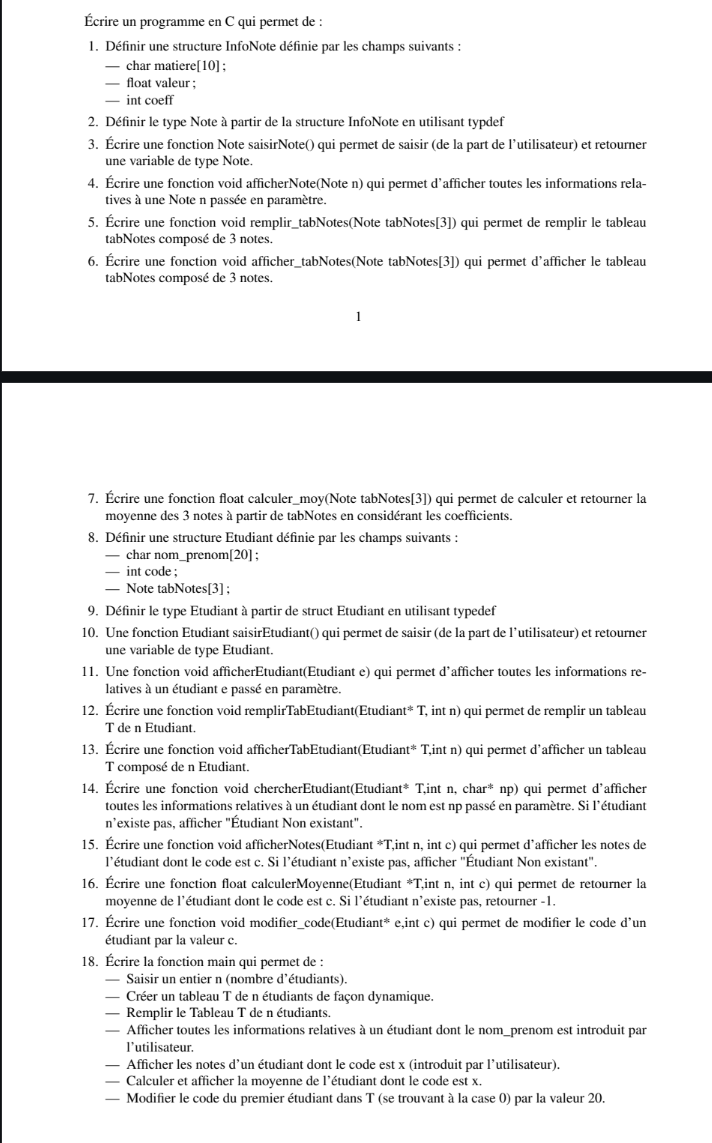 Écrire un programme en C qui permet de :
1. Définir une structure InfoNote définie par les champs suivants :
— char matiere[10] ;
— float valeur ;
— int coeff
2. Définir le type Note à partir de la structure InfoNote en utilisant typdef
3. Écrire une fonction Note saisirNote() qui permet de saisir (de la part de l'utilisateur) et retourner
une variable de type Note.
4. Écrire une fonction void afficherNote(Note n) qui permet d'afficher toutes les informations rela-
tives à une Note n passée en paramètre.
5. Écrire une fonction void remplir_tabNotes(Note tabNotes[3]) qui permet de remplir le tableau
tabNotes composé de 3 notes.
6. Écrire une fonction void afficher_tabNotes(Note tabNotes[3]) qui permet d'afficher le tableau
tabNotes composé de 3 notes.
1
7. Écrire une fonction float calculer_moy(Note tabNotes[3]) qui permet de calculer et retourner la
moyenne des 3 notes à partir de tabNotes en considérant les coefficients.
8. Définir une structure Etudiant définie par les champs suivants :
— char nom_prenom[20] ;
— int code ;
— Note tabNotes[3] ;
9. Définir le type Etudiant à partir de struct Etudiant en utilisant typedef
10. Une fonction Etudiant saisirEtudiant() qui permet de saisir (de la part de l'utilisateur) et retourner
une variable de type Etudiant.
11. Une fonction void afficherEtudiant(Etudiant e) qui permet d'afficher toutes les informations re-
latives à un étudiant e passé en paramètre.
12. Écrire une fonction void remplirTabEtudiant(Etudiant* T, int n) qui permet de remplir un tableau
T de n Etudiant.
13. Écrire une fonction void afficherTabEtudiant(Etudiant* T,int n) qui permet d'afficher un tableau
T composé de n Etudiant.
14. Écrire une fonction void chercherEtudiant(Etudiant* T,int n, char* np) qui permet d'afficher
toutes les informations relatives à un étudiant dont le nom est np passé en paramètre. Si l'étudiant
n'existe pas, afficher "Étudiant Non existant".
15. Écrire une fonction void afficherNotes(Etudiant *T,int n, int c) qui permet d'afficher les notes de
l'étudiant dont le code est c. Si l'étudiant n'existe pas, afficher "Étudiant Non existant".
16. Écrire une fonction float calculerMoyenne(Etudiant *T,int n, int c) qui permet de retourner la
moyenne de l'étudiant dont le code est c. Si l'étudiant n'existe pas, retourner -1.
17. Écrire une fonction void modifier_code(Etudiant* e,int c) qui permet de modifier le code d'un
étudiant par la valeur c.
18. Écrire la fonction main qui permet de :
— Saisir un entier n (nombre d'étudiants).
— Créer un tableau T de n étudiants de façon dynamique.
— Remplir le Tableau T de n étudiants.
— Afficher toutes les informations relatives à un étudiant dont le nom_prenom est introduit par
l'utilisateur.
— Afficher les notes d'un étudiant dont le code est x (introduit par l'utilisateur).
— Calculer et afficher la moyenne de l'étudiant dont le code est x.
— Modifier le code du premier étudiant dans T (se trouvant à la case 0) par la valeur 20.